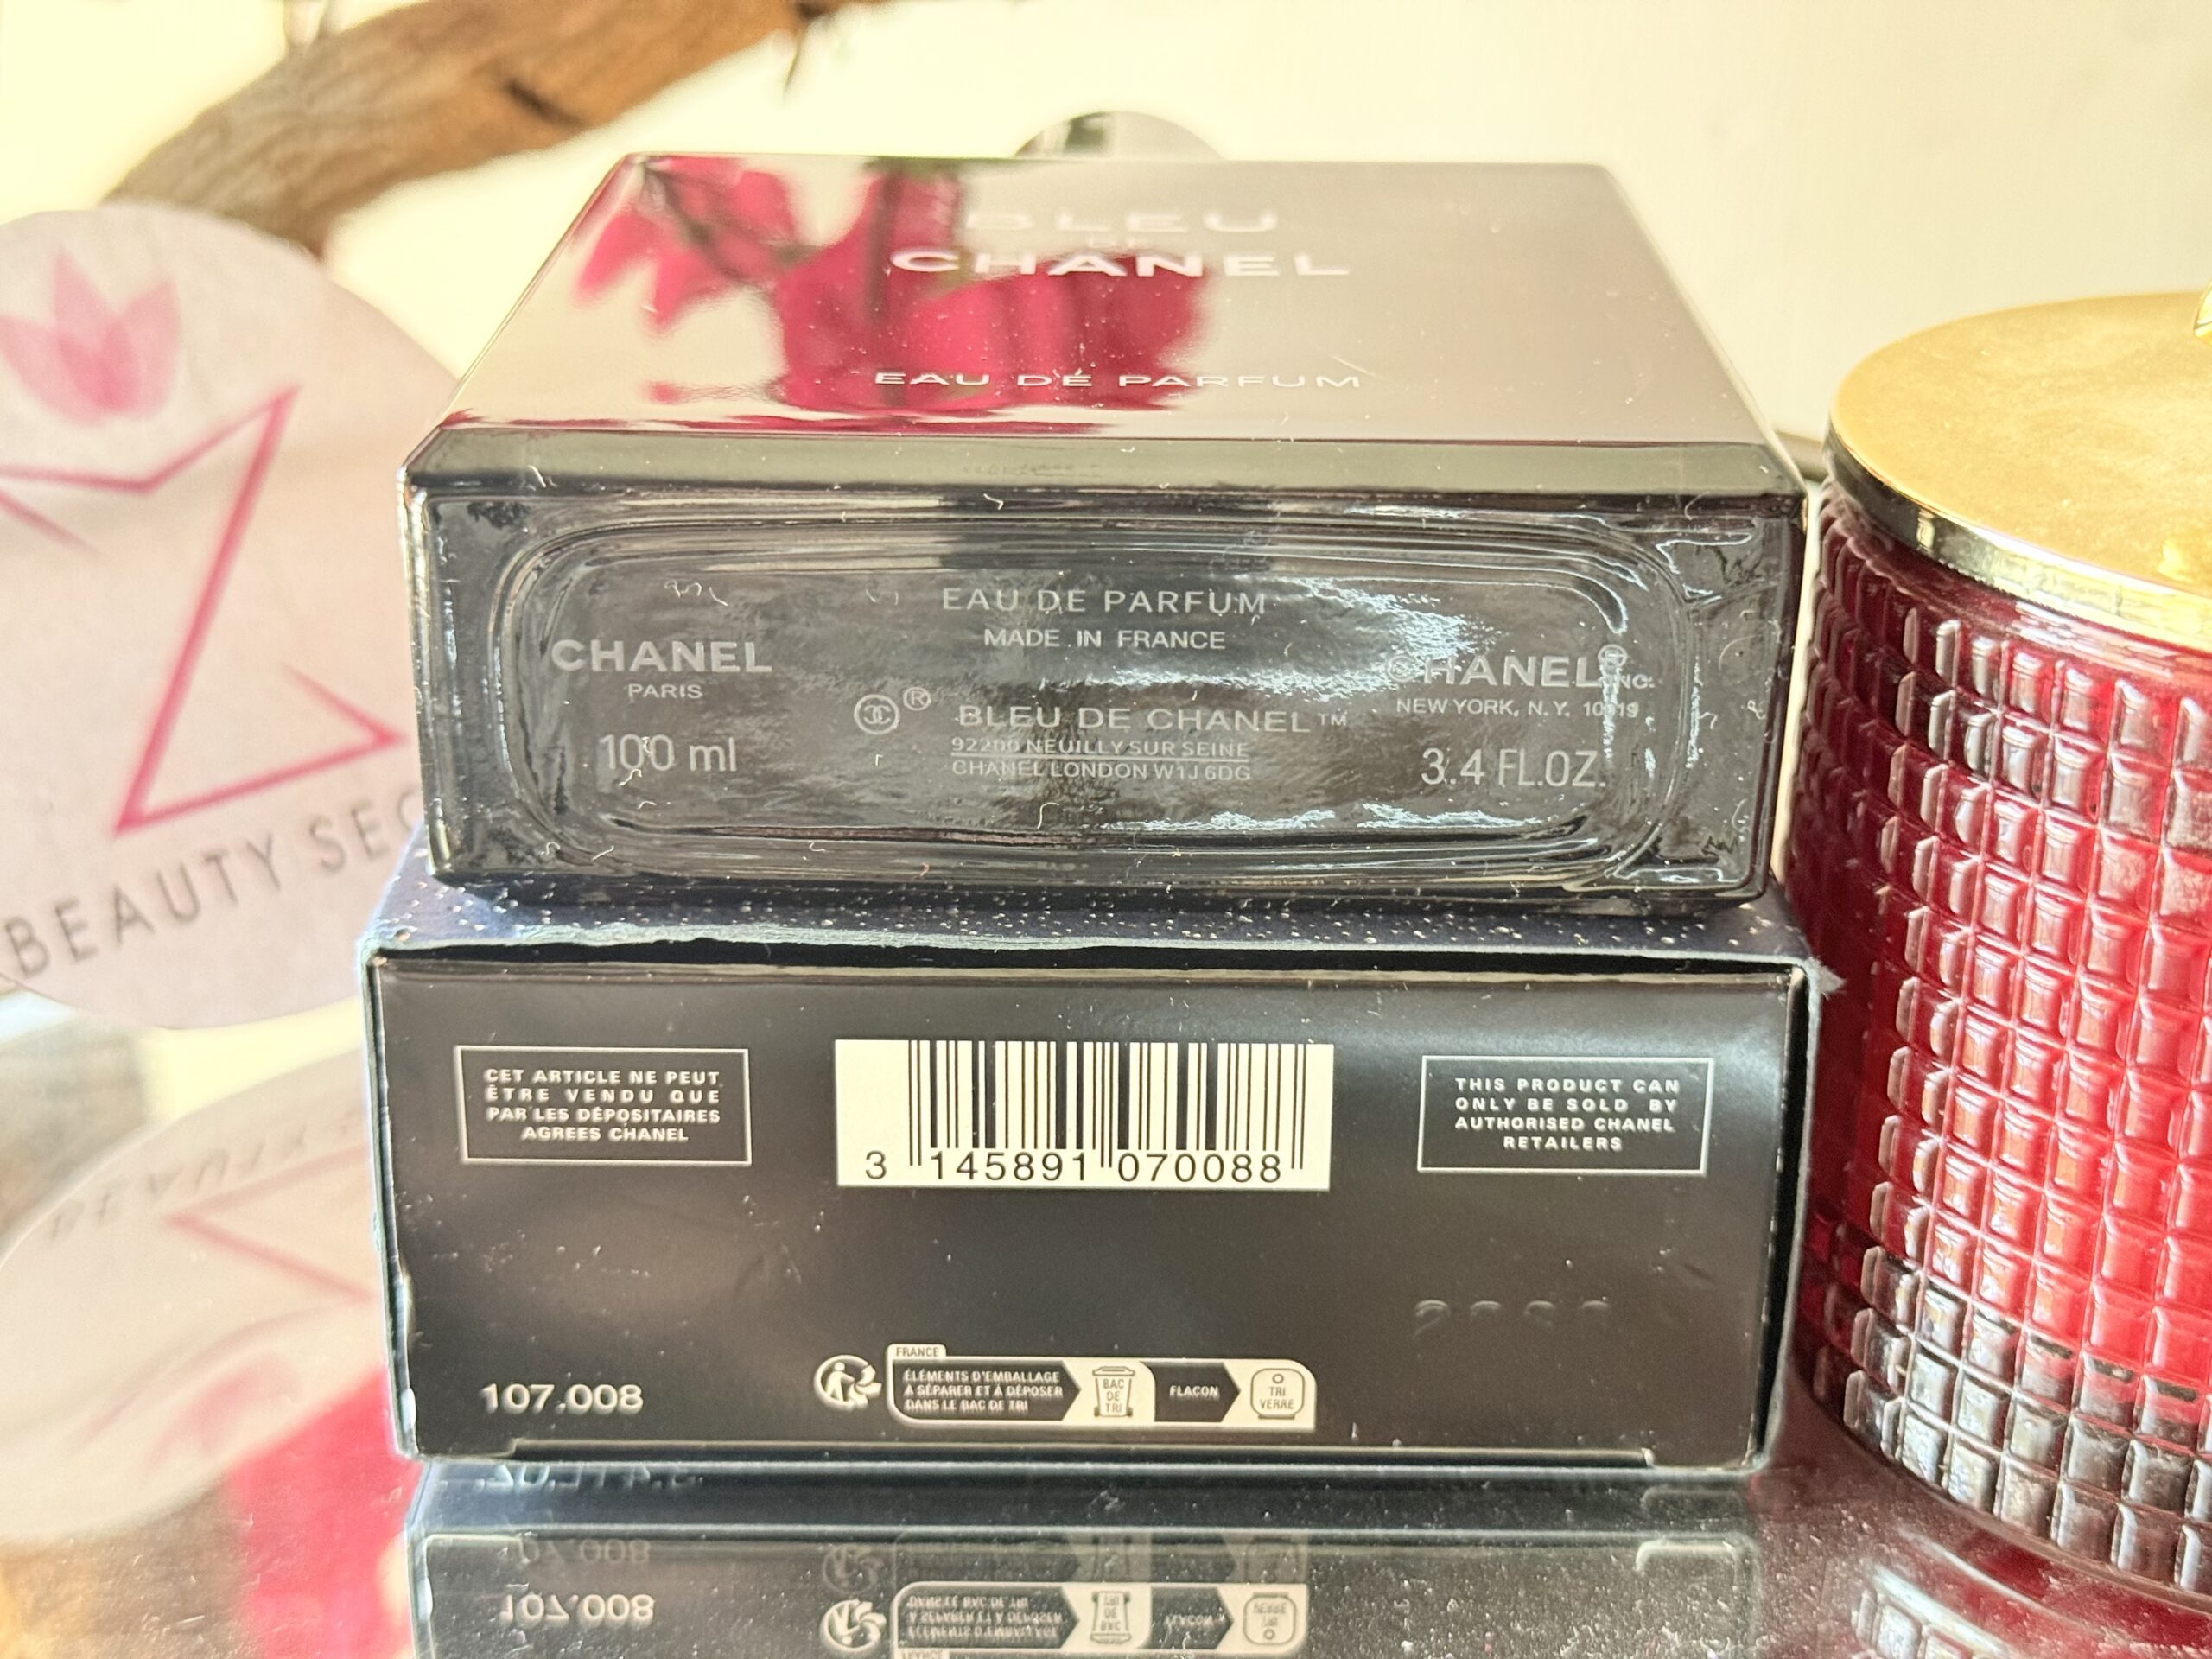 BLEU
CHANEL
EAU DE PARFUM
EAU DE PARFUM
MADE IN FRANCE
CHANEL
PARIS
100 ml
® BLEU DE CHANEL™
92200 NEUILLY SUR SEINE
CHANEL LONDON W1J 6DG
CHANEL® INC.
NEW YORK, N.Y. 10019
3.4 FL.OZ.
BEAUTY
CET ARTICLE NE PEUT
ÊTRE VENDU QUE
PAR LES DÉPOSITAIRES
AGREES CHANEL
3 145891 070088
THIS PRODUCT CAN
ONLY BE SOLD BY
AUTHORISED CHANEL
RETAILERS
107.008
FRANCE
ÉLÉMENTS D'EMBALLAGE
À SÉPARER ET À DÉPOSER
DANS LE BAC DE TRI
BAC
DE
TRI
FLACON
TRI
VERRE